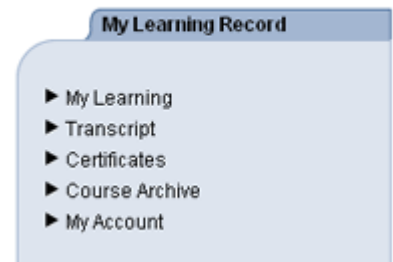 My Learning Record
My Learning
Transcript
Certificates
Course Archive
My Account